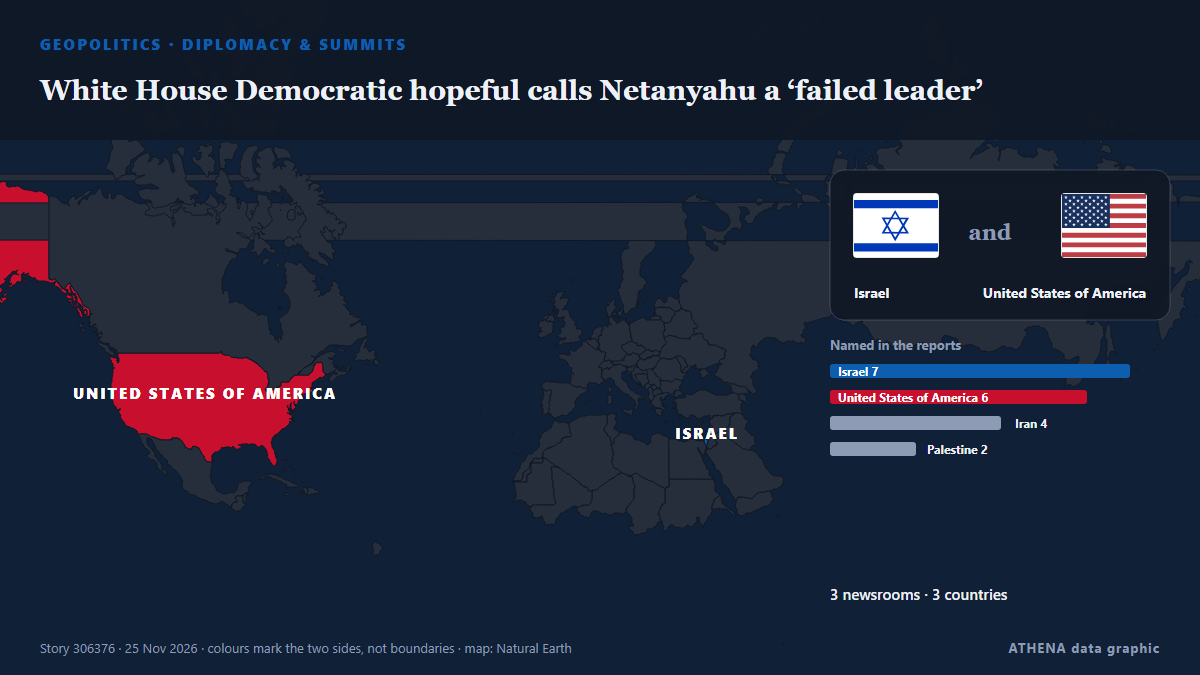 GEOPOLITICS · DIPLOMACY & SUMMITS
White House Democratic hopeful calls Netanyahu a ‘failed leader’
and
Israel
United States of America
Named in the reports
Israel 7
United States of America 6
Iran 4
Palestine 2
UNITED STATES OF AMERICA
ISRAEL
3 newsrooms · 3 countries
Story 306376 · 25 Nov 2026 · colours mark the two sides, not boundaries · map: Natural Earth
ATHENA data graphic